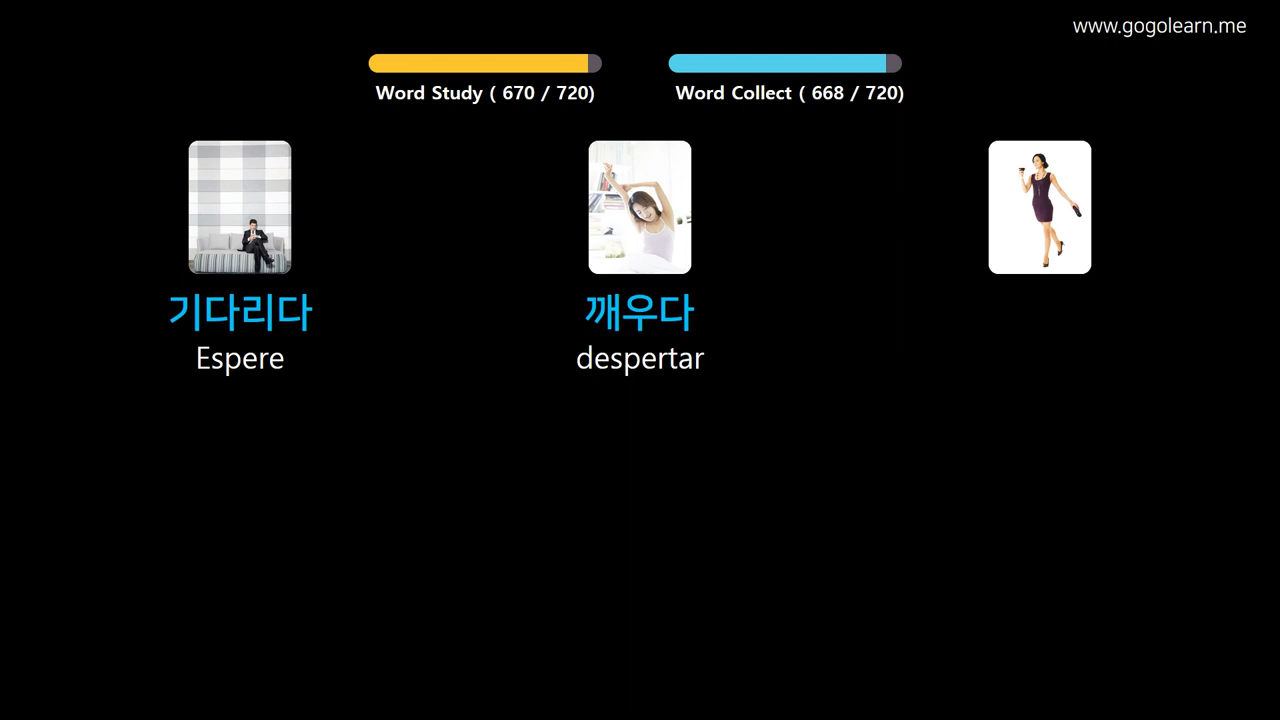 www.gogolearn.me
Word Study ( 670 / 720)
Word Collect ( 668 / 720)
기다리다
Espere
깨우다
despertar